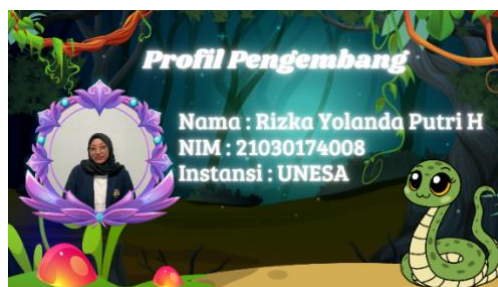 Profil Pengembang
Nama : Rizka Yolanda Putri H
NIM : 21030174008
Instansi : UNESA